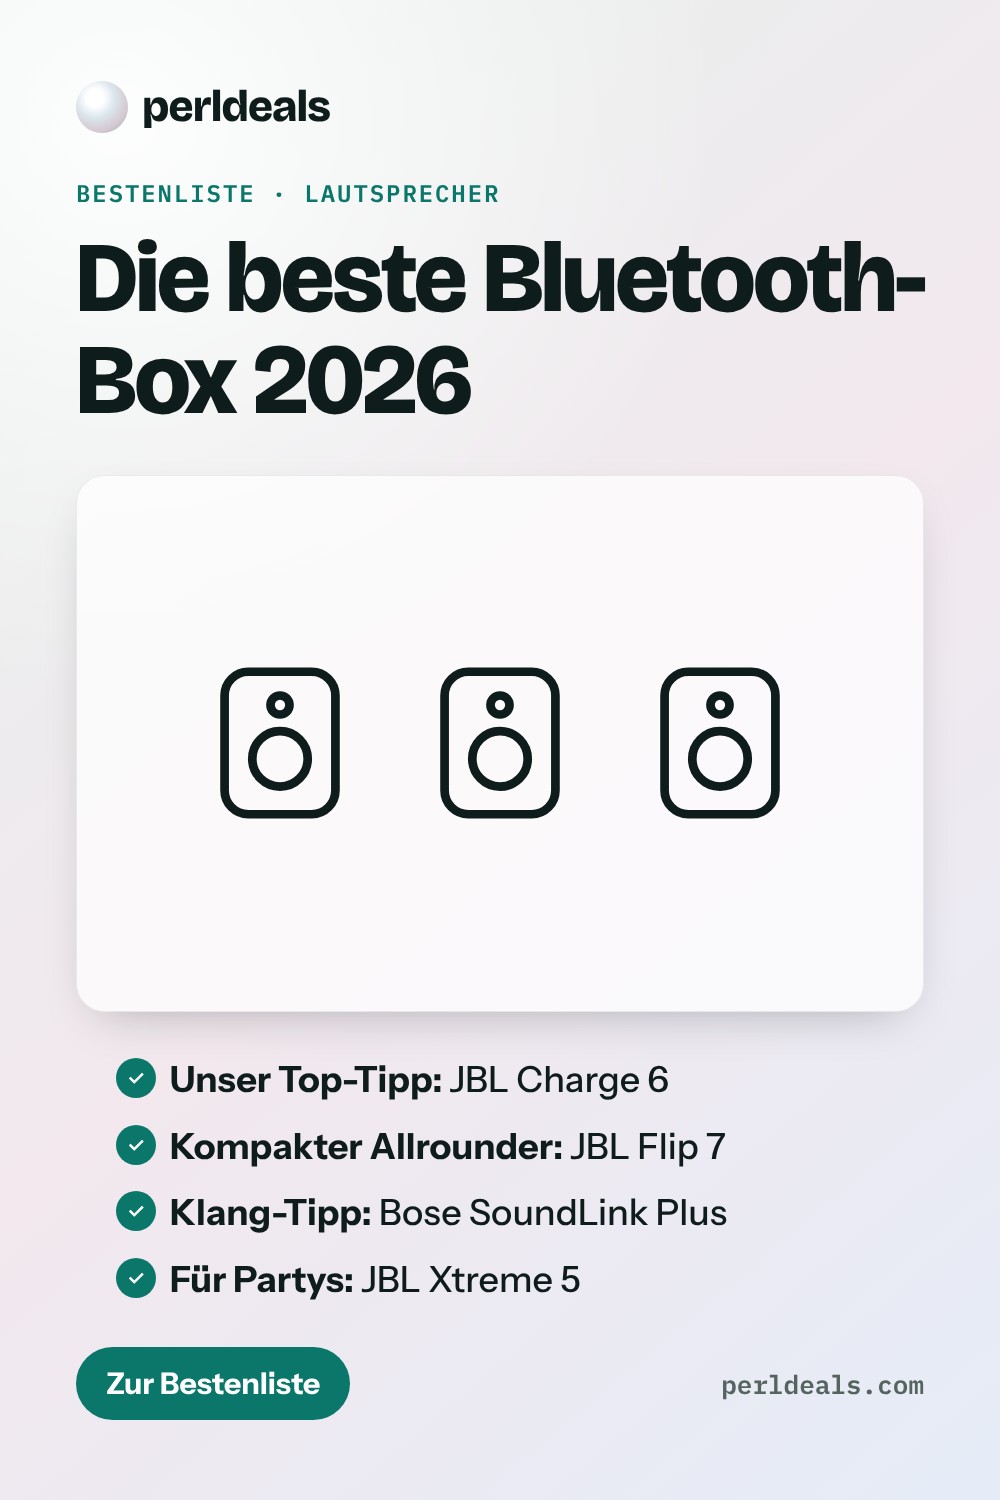 perldeals
BESTENLISTE · LAUTSPRECHER
Die beste Bluetooth-
Box 2026
Unser Top-Tipp: JBL Charge 6
Kompakter Allrounder: JBL Flip 7
Klang-Tipp: Bose SoundLink Plus
Für Partys: JBL Xtreme 5
Zur Bestenliste
perldeals.com